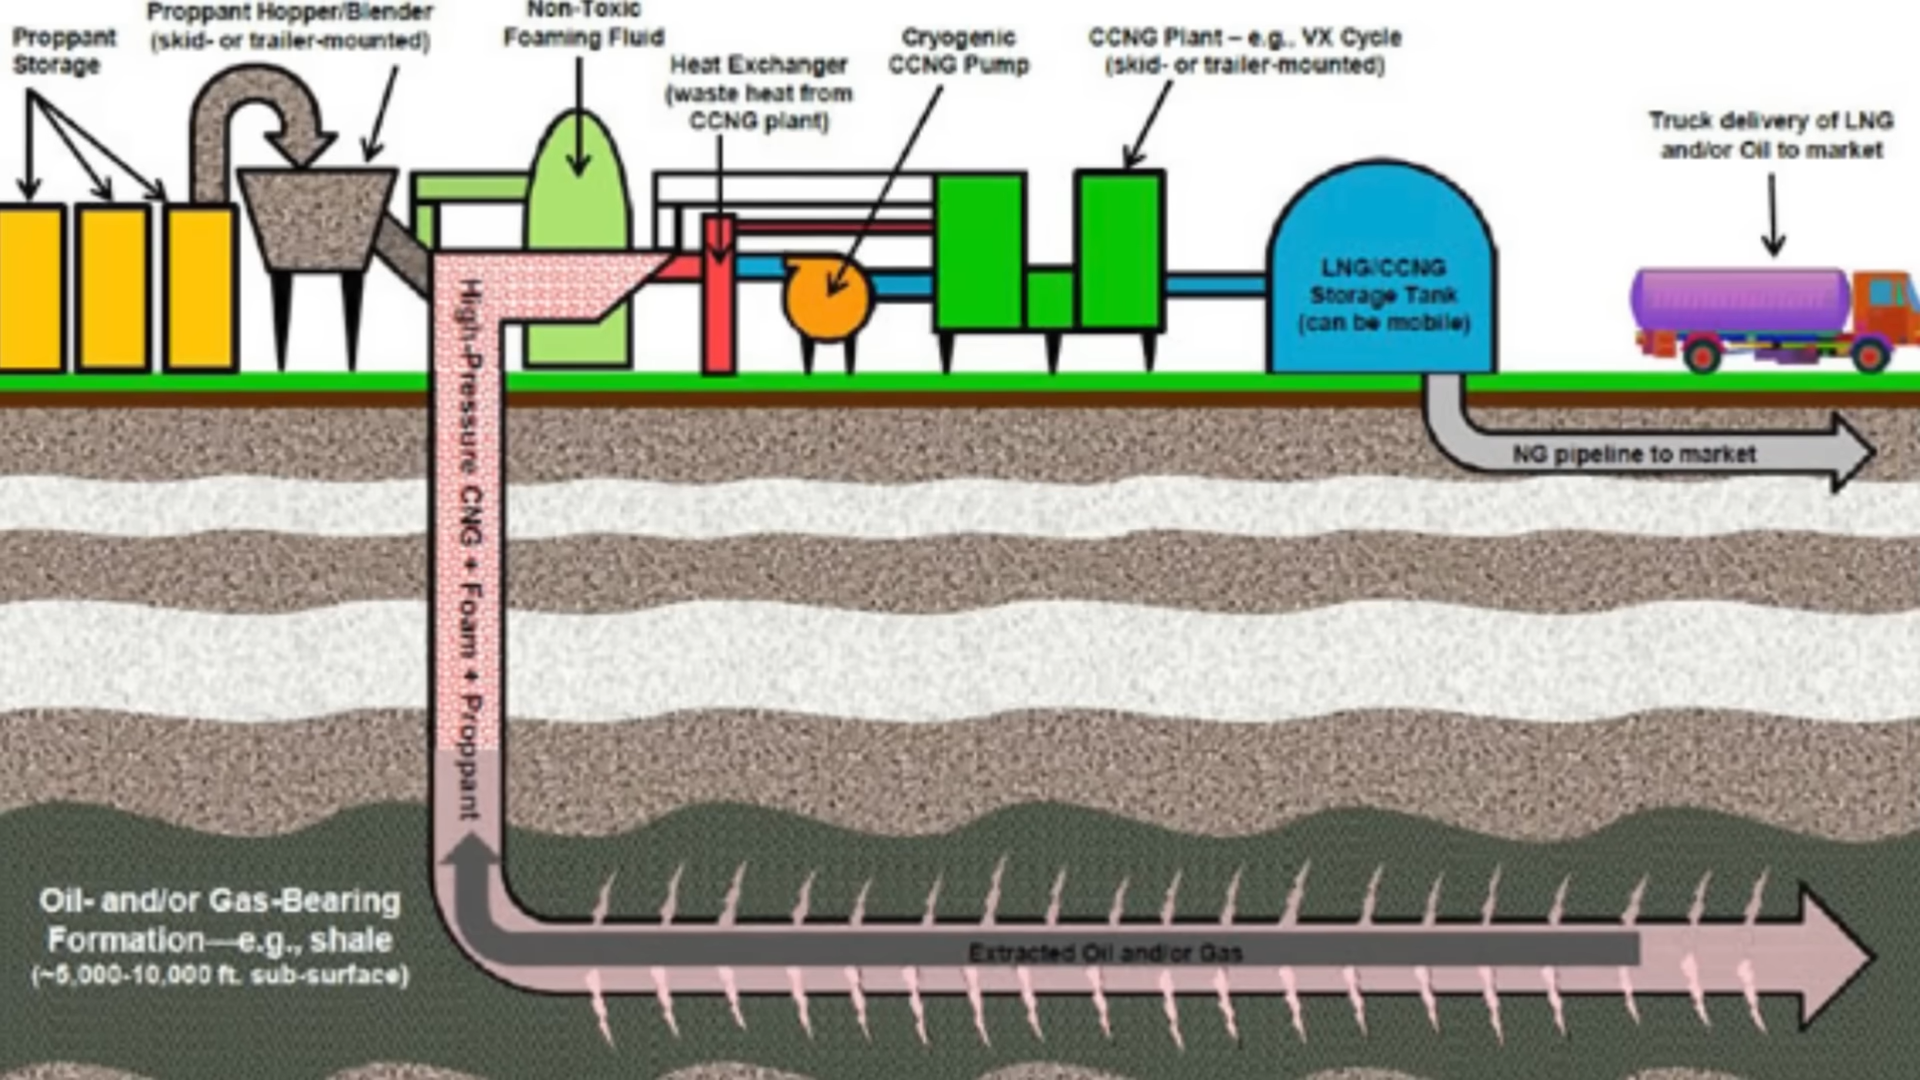 Proppant
Storage
Proppant Hopper/Blender
(skid- or trailer-mounted)
Non-Toxic
Foaming Fluid
Heat Exchanger
(waste heat from
CCNG plant)
Cryogenic
CCNG Pump
CCNG Plant – e.g., VX Cycle
(skid- or trailer-mounted)
Truck delivery of LNG
and/or Oil to market
LNG/CCNG
Storage Tank
(can be mobile)
High-Pressure CNG + Foam + Proppant
NG pipeline to market
Oil- and/or Gas-Bearing
Formation—e.g., shale
(~5,000-10,000 ft. sub-surface)
Extracted Oil and/or Gas